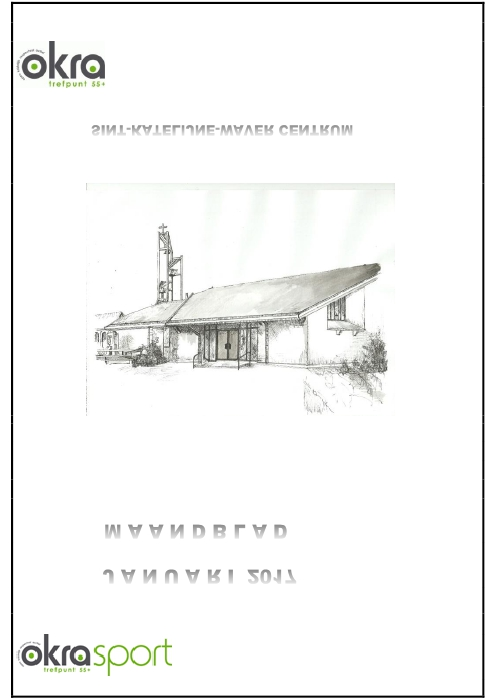 okra
trefpunt 55+
SINT-KATELIJNE-WAVER CENTRUM
MAANDBLAD
JANUARI 2017
okrasport
trefpunt 55+